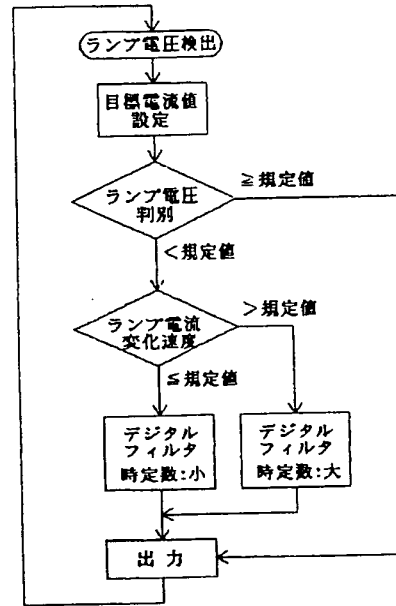 ランプ電圧検出
目標電流値
設定
ランプ電圧
判別
≧規定値
<規定値
ランプ電流
変化速度
>規定値
≦規定値
デジタル
フィルタ
時定数:小
デジタル
フィルタ
時定数:大
出力